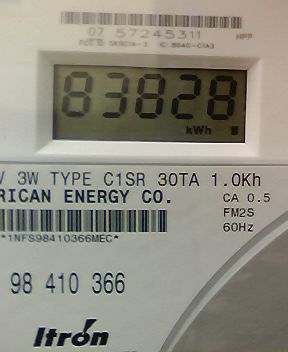 07 57245311
83828
kWh
V 3W TYPE C1SR 30TA 1.0Kh
RICAN ENERGY CO. CA 0.5
FM2S
*1NFS98410366MEC* 60Hz
98 410 366
Itrón